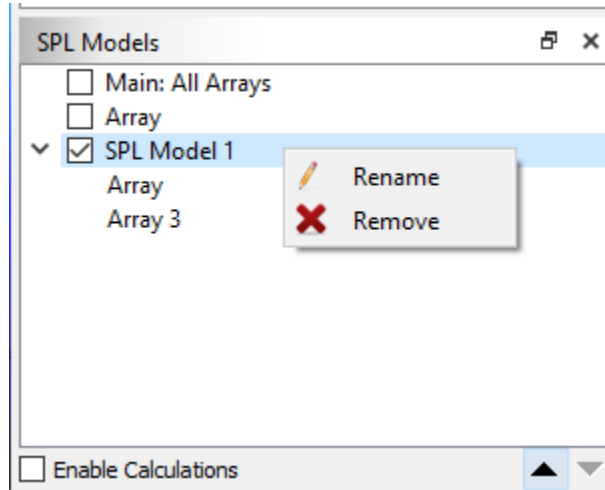 SPL Models
Main: All Arrays
Array
SPL Model 1
Array
Array 3
Rename
Remove
Enable Calculations